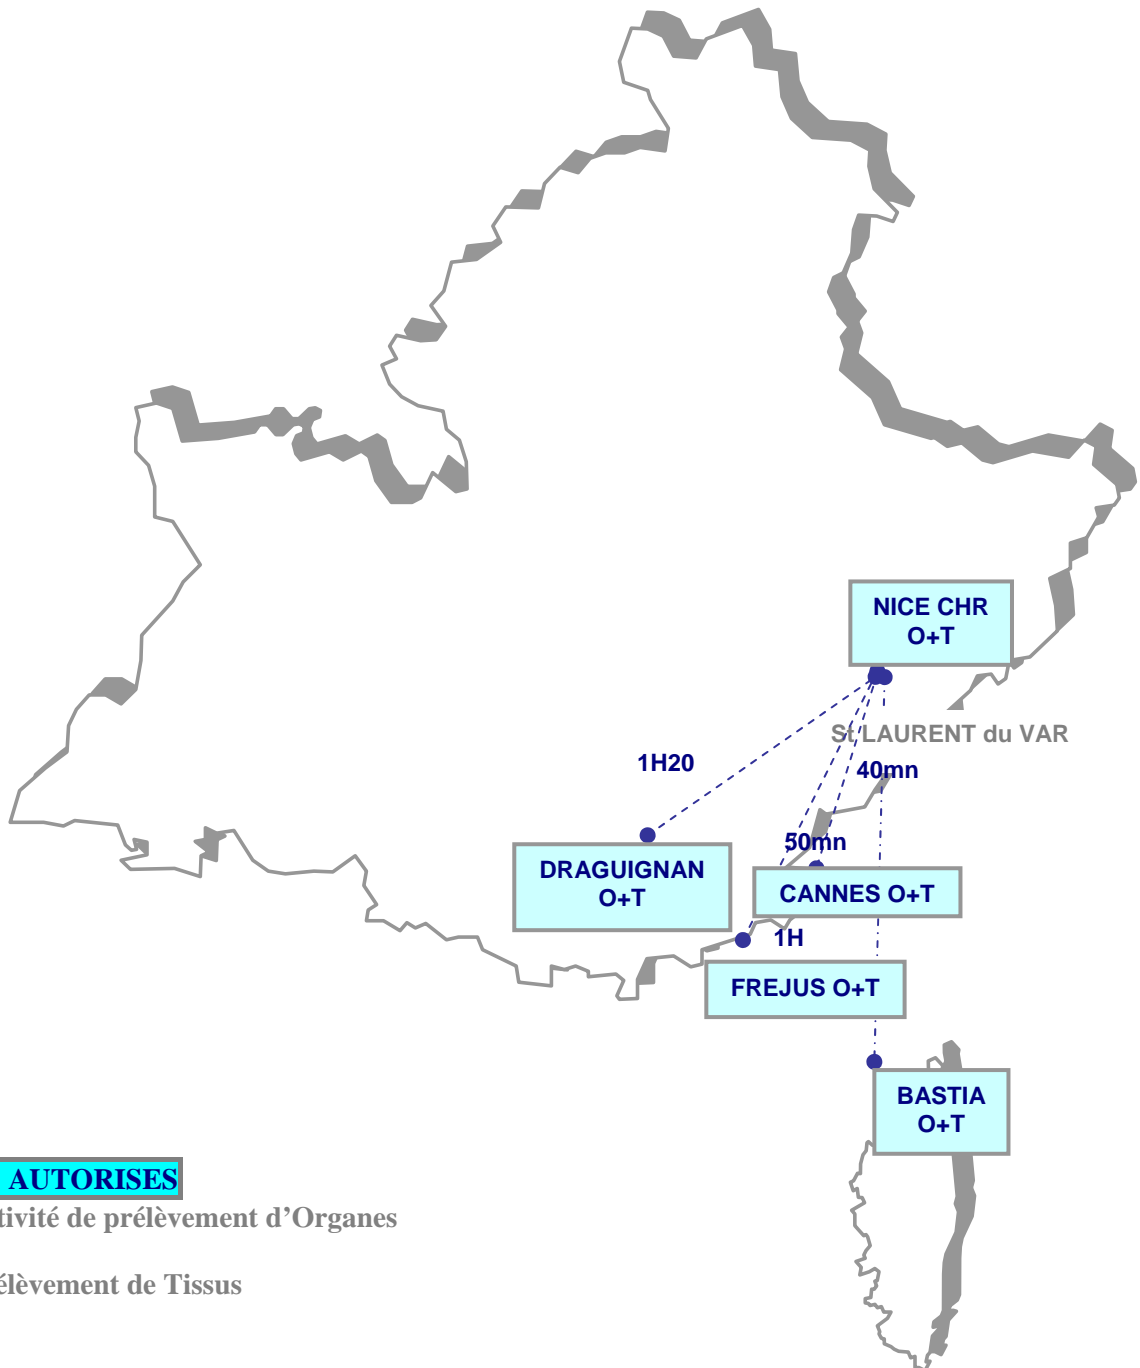 NICE CHR
O+T
St LAURENT du VAR
1H20
40mn
50mn
DRAGUIGNAN
O+T
CANNES O+T
1H
FREJUS O+T
BASTIA
O+T
AUTORISES
tivité de prélèvement d’Organes
élèvement de Tissus